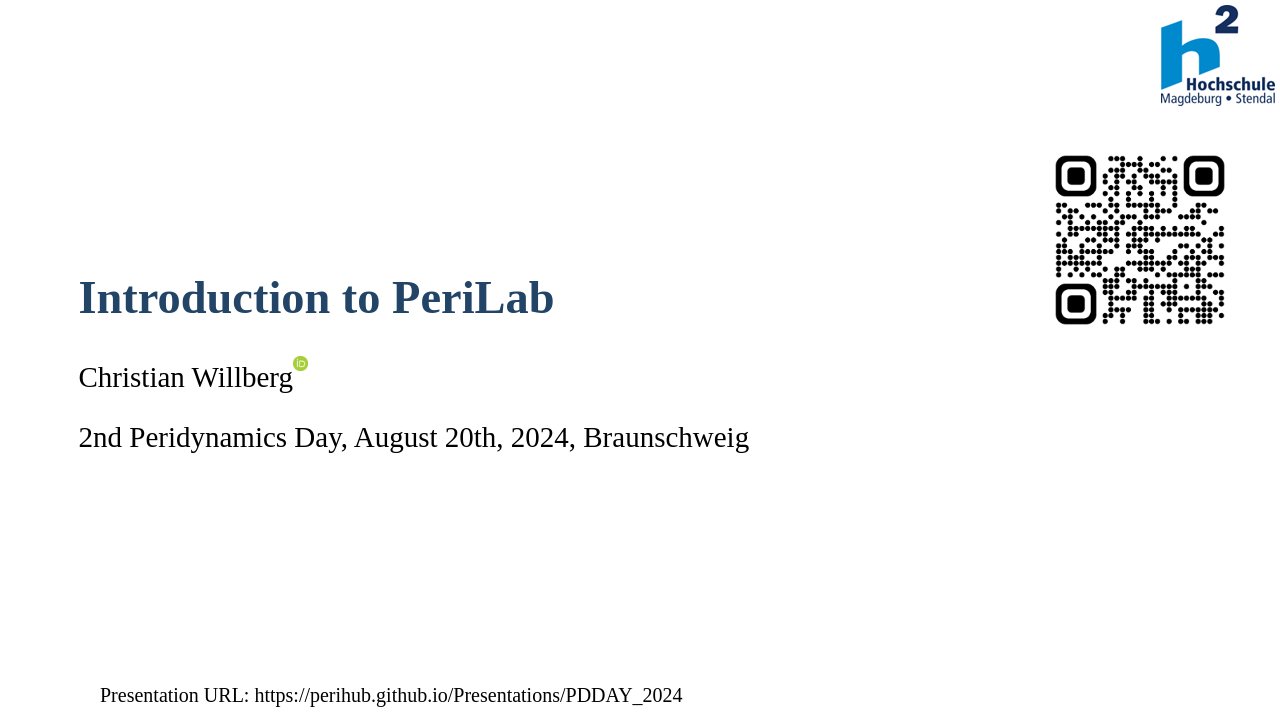 h2
Hochschule
Magdeburg • Stendal
Introduction to PeriLab
Christian Willberg iD
2nd Peridynamics Day, August 20th, 2024, Braunschweig
Presentation URL: https://perihub.github.io/Presentations/PDDAY_2024